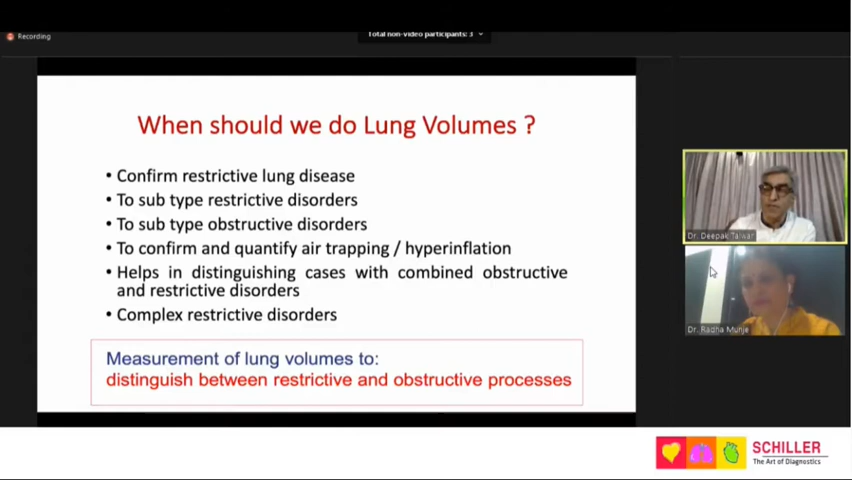 Recording
Total non-video participants: 3
When should we do Lung Volumes ?
• Confirm restrictive lung disease
• To sub type restrictive disorders
• To sub type obstructive disorders
• To confirm and quantify air trapping / hyperinflation
• Helps in distinguishing cases with combined obstructive
and restrictive disorders
• Complex restrictive disorders
Measurement of lung volumes to:
distinguish between restrictive and obstructive processes
Dr. Deepak Talwar
Dr. Radha Munje
SCHILLER
The Art of Diagnostics